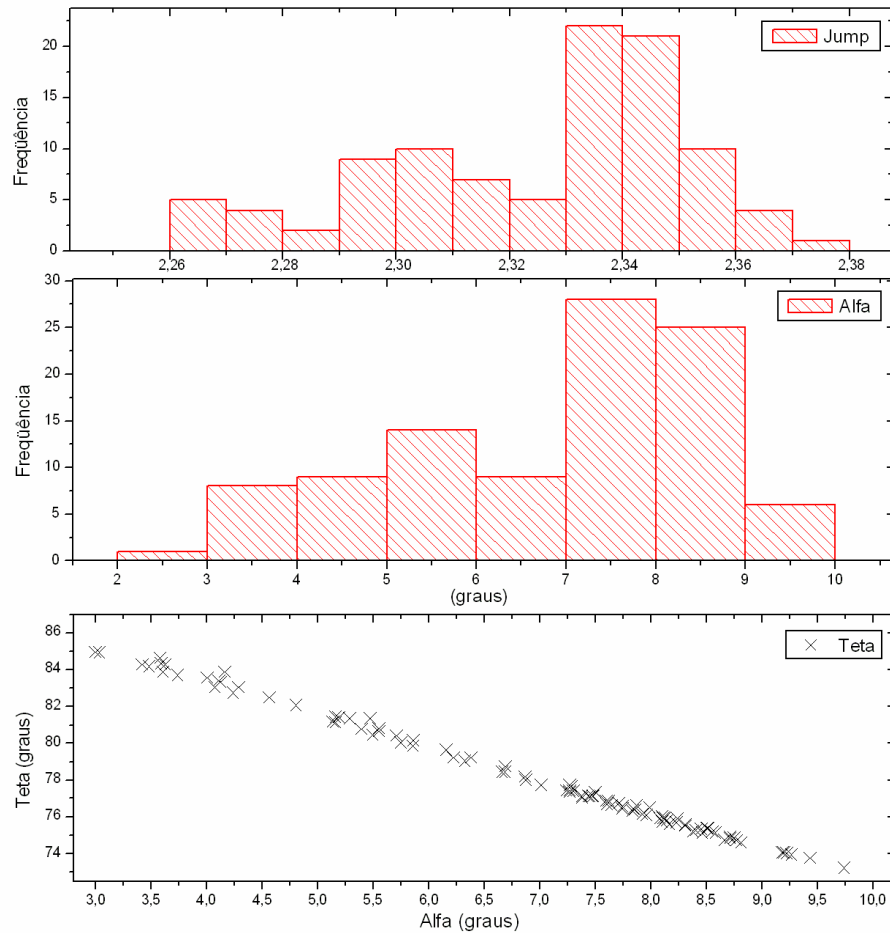 Jump
Freqüência
20
15
10
5
0
2,26 2,28 2,30 2,32 2,34 2,36 2,38
Alfa
Freqüência
30
25
20
15
10
5
0
2 3 4 5 6 7 8 9 10
(graus)
Teta
Teta (graus)
86
84
82
80
78
76
74
3,0 3,5 4,0 4,5 5,0 5,5 6,0 6,5 7,0 7,5 8,0 8,5 9,0 9,5 10,0
Alfa (graus)